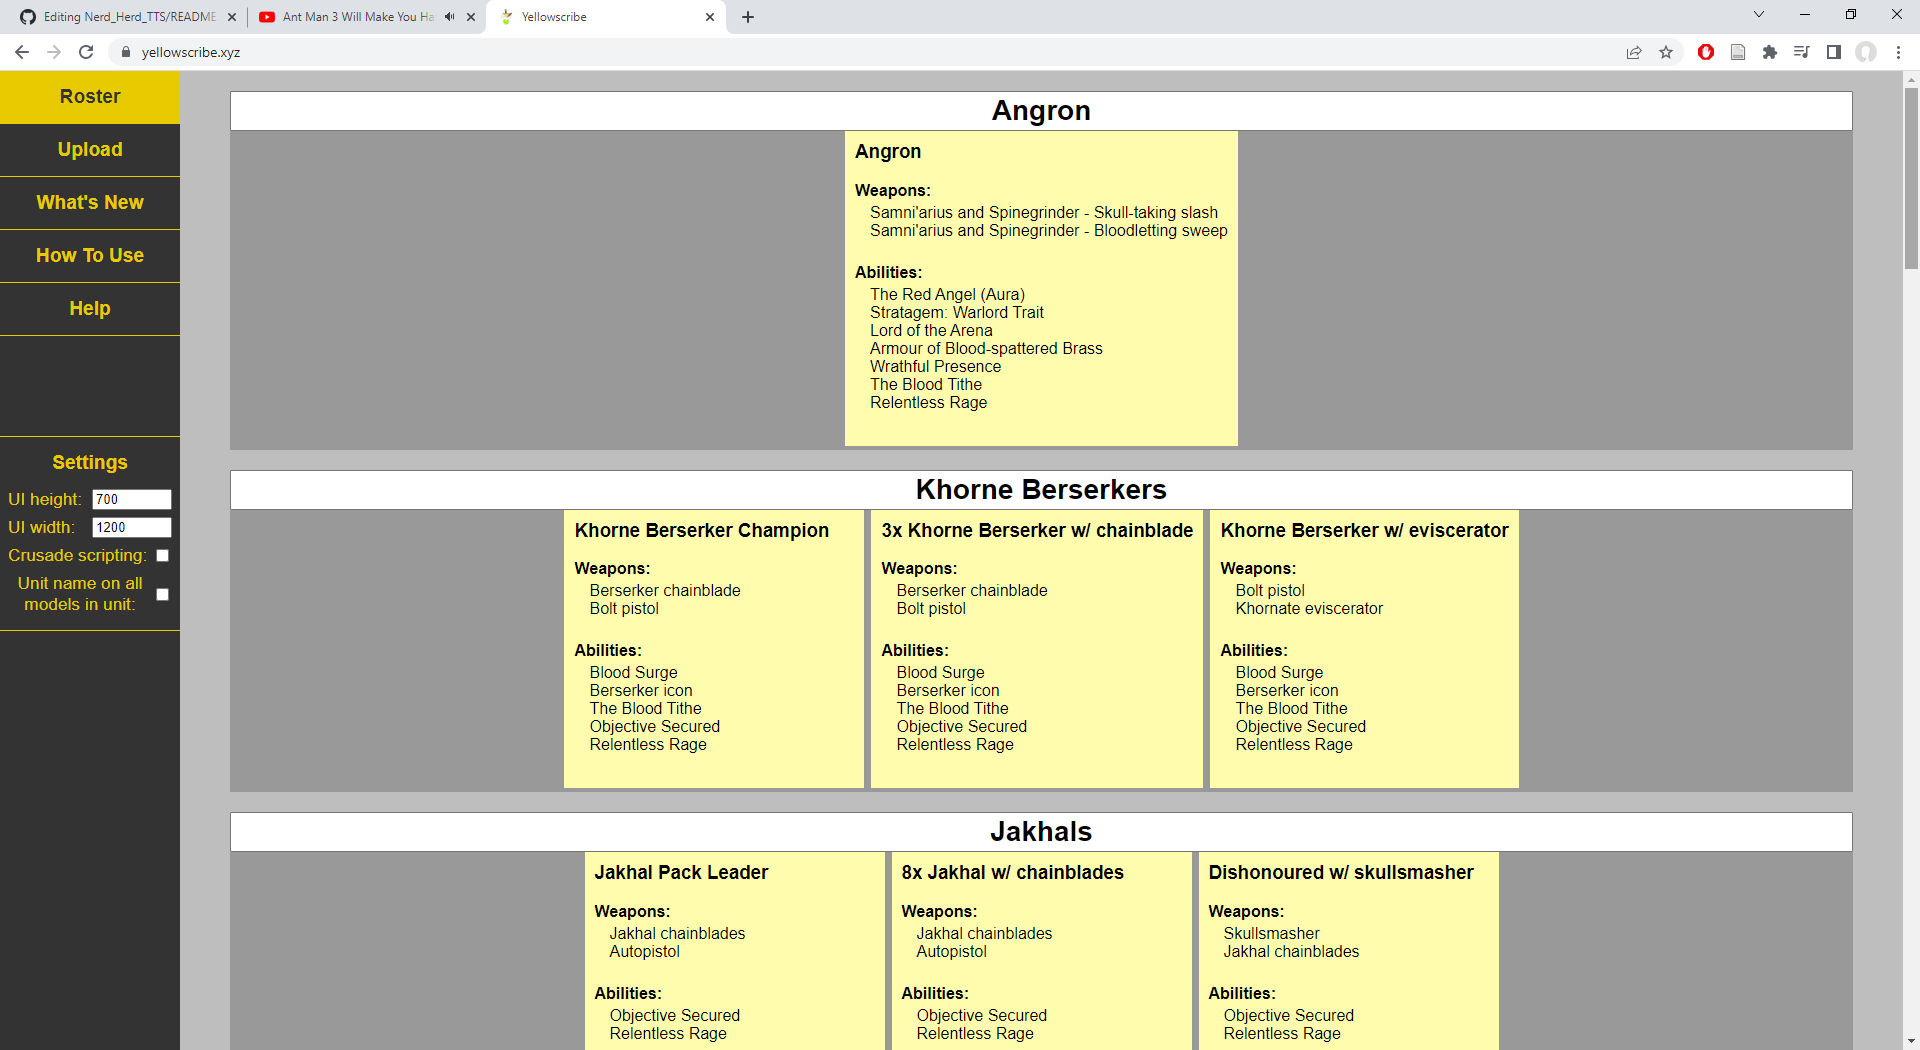 Editing Nerd_Herd_TTS/README.
Ant Man 3 Will Make You Ha
Yellowscribe
yellowscribe.xyz
Roster
Upload
What's New
How To Use
Help
Settings
UI height: 700
UI width: 1200
Crusade scripting:
Unit name on all
models in unit:
Angron
Angron
Weapons:
Samni'arius and Spinegrinder - Skull-taking slash
Samni'arius and Spinegrinder - Bloodletting sweep
Abilities:
The Red Angel (Aura)
Stratagem: Warlord Trait
Lord of the Arena
Armour of Blood-spattered Brass
Wrathful Presence
The Blood Tithe
Relentless Rage
Khorne Berserkers
Khorne Berserker Champion
Weapons:
Berserker chainblade
Bolt pistol
Abilities:
Blood Surge
Berserker icon
The Blood Tithe
Objective Secured
Relentless Rage
3x Khorne Berserker w/ chainblade
Weapons:
Berserker chainblade
Bolt pistol
Abilities:
Blood Surge
Berserker icon
The Blood Tithe
Objective Secured
Relentless Rage
Khorne Berserker w/ eviscerator
Weapons:
Bolt pistol
Khornate eviscerator
Abilities:
Blood Surge
Berserker icon
The Blood Tithe
Objective Secured
Relentless Rage
Jakhals
Jakhal Pack Leader
Weapons:
Jakhal chainblades
Autopistol
Abilities:
Objective Secured
Relentless Rage
8x Jakhal w/ chainblades
Weapons:
Jakhal chainblades
Autopistol
Abilities:
Objective Secured
Relentless Rage
Dishonoured w/ skullsmasher
Weapons:
Skullsmasher
Jakhal chainblades
Abilities:
Objective Secured
Relentless Rage